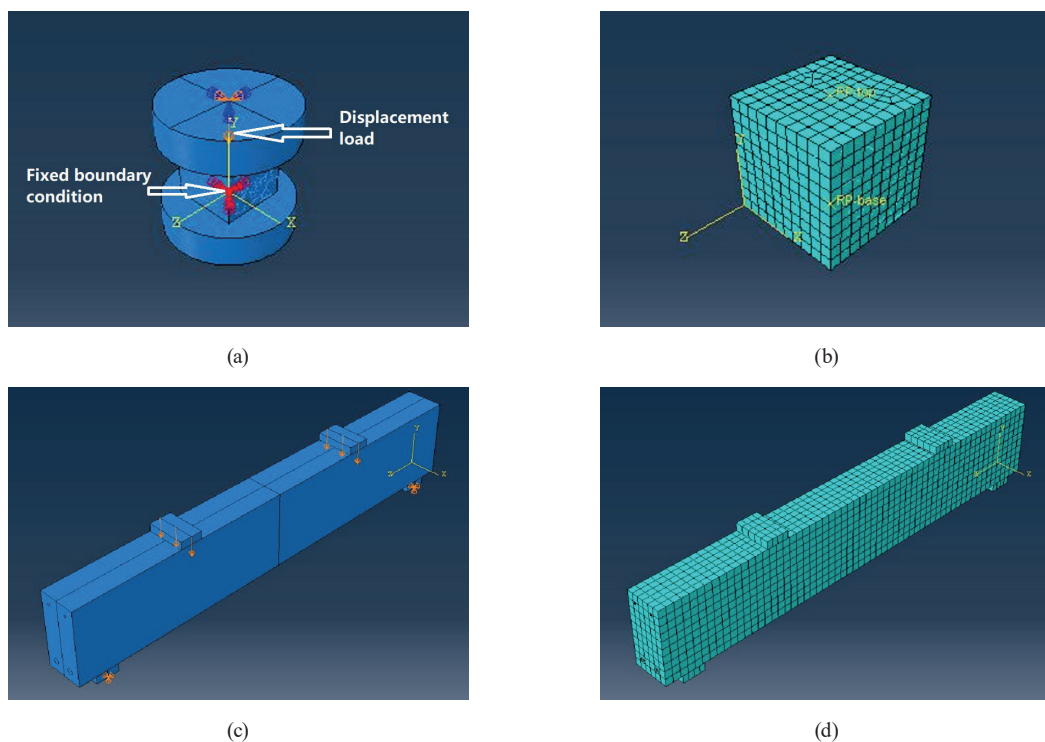 Displacement
load
Fixed boundary
condition
Y
Z
X
RP-top
RP-base
Z
(a)
(b)
Y
Z
X
Y
X
(c)
(d)